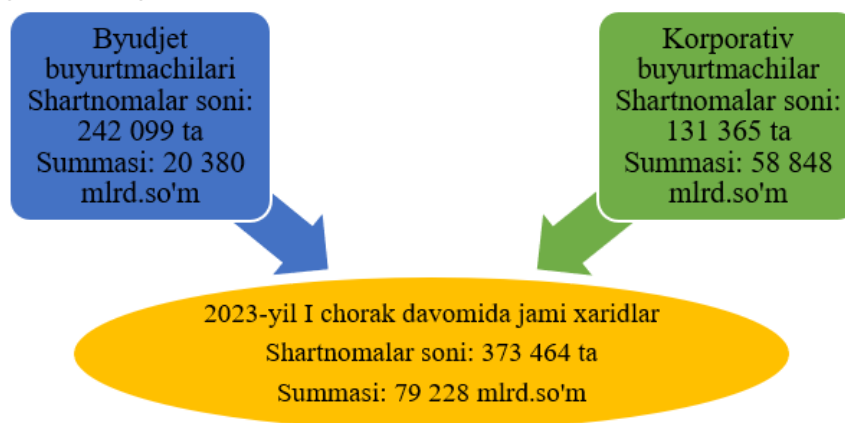 Byudjet
buyurtmachilari
Shartnomalar soni:
242 099 ta
Summasi: 20 380
mlrd.so'm
Korporativ
buyurtmachilar
Shartnomalar soni:
131 365 ta
Summasi: 58 848
mlrd.so'm
2023-yil I chorak davomida jami xaridlar
Shartnomalar soni: 373 464 ta
Summasi: 79 228 mlrd.so'm